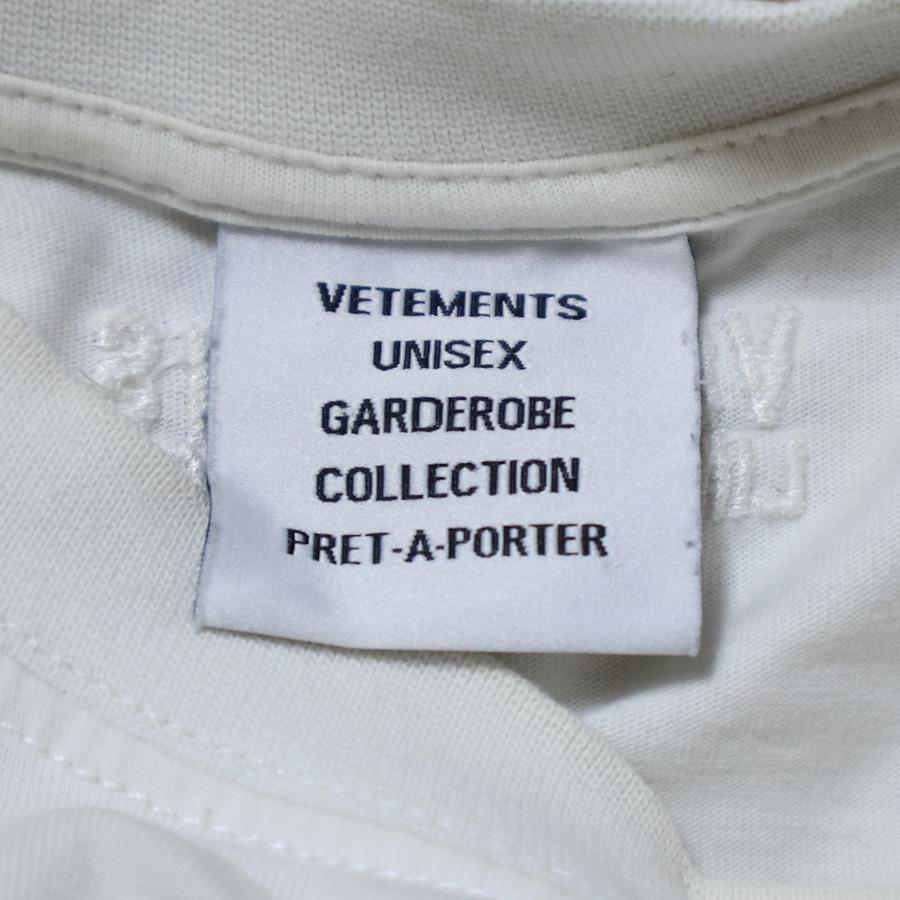 VETEMENTS
UNISEX
GARDEROBE
COLLECTION
PRET-A-PORTER